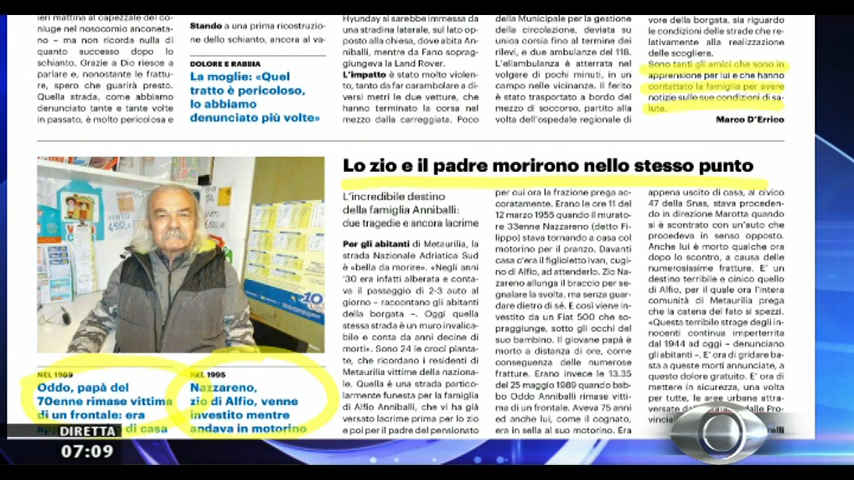 ieri mattina al capezzale del co-
niuge nel nosocomio anconeta-
no – ma non ricorda nulla di
quanto successo dopo lo
schianto. Grazie a Dio riesce a
parlare e, nonostante le frattu-
re, spero che guarirà presto.
Quella strada, come abbiamo
denunciato tante e tante volte
in passato, è molto pericolosa e
Stando a una prima ricostruzio-
ne dello schianto, ancora al va-
DOLORE E RABBIA
La moglie: «Quel
tratto è pericoloso,
lo abbiamo
denunciato più volte»
Hyunday si sarebbe immessa da
una stradina laterale, sul lato op-
posto alla chiesa, dove abita An-
niballi, mentre da Fano soprag-
giungeva la Land Rover.
L'impatto è stato molto violen-
to, tanto da far carambolare a di-
versi metri le due vetture, che
hanno terminato la corsa nel
mezzo dalla carreggiata. Poco
della Municipale per la gestione
della circolazione, deviata su
unica corsia fino al termine dei
rilievi, e due ambulanze del 118.
L'eliambulanza è atterrata nel
volgere di pochi minuti, in un
campo nelle vicinanze. Il ferito
è stato trasportato a bordo del
mezzo di soccorso, partito alla
volta dell'ospedale regionale di
vore della borgata, sia riguardo
le condizioni delle strade che re-
lativamente alla realizzazione
delle scogliere.
Sono tanti gli amici che sono in
apprensione per lui e che hanno
contattato la famiglia per avere
notizie sulle sue condizioni di sa-
lute.
Marco D'Errico
Lo zio e il padre morirono nello stesso punto
L'incredibile destino
della famiglia Anniballi:
due tragedie e ancora lacrime
Per gli abitanti di Metaurilia, la
strada Nazionale Adriatica Sud
è «bella da morire». «Negli anni
'30 era infatti alberata e conta-
va il passaggio di 2-3 auto al
giorno – raccontano gli abitanti
della borgata –. Oggi quella
stessa strada è un muro invalica-
bile e conta da anni decine di
morti». Sono 24 le croci pianta-
te, che ricordano i residenti di
Metaurilia vittime della naziona-
le. Quella è una strada partico-
larmente funesta per la famiglia
di Alfio Anniballi, che vi ha già
versato lacrime prima per lo zio
e poi per il padre del pensionato
per cui ora la frazione prega ac-
coratamente. Erano le ore 11 del
12 marzo 1955 quando il murato-
re 33enne Nazzareno (detto Fi-
lippo) stava tornando a casa col
motorino per il pranzo. Davanti
casa c'era il figlioletto Ivan, cugi-
no di Alfio, ad attenderlo. Zio Na-
zareno allunga il braccio per se-
gnalare la svolta, ma senza guar-
dare dietro di sé. E così viene in-
vestito da un Fiat 500 che so-
praggiunge, sotto gli occhi del
suo bambino. Il giovane papà è
morto a distanza di ore, come
conseguenza delle numerose
fratture. Erano invece le 13.35
del 25 maggio 1989 quando bab-
bo Oddo Anniballi rimase vitti-
ma di un frontale. Aveva 75 anni
ed anche lui, come il cognato,
era in sella al suo motorino. Era
appena uscito di casa, al civico
47 della Snas, stava proceden-
do in direzione Marotta quando
si è scontrato con un'auto che
procedeva in senso opposto.
Anche lui è morto qualche ora
dopo lo scontro, a causa delle
numerosissime fratture. E' un
destino terribile e cinico quello
di Alfio, per il quale ora l'intera
comunità di Metaurilia prega
che la catena del fato si spezzi.
«Questa terribile strage degli in-
nocenti continue imperterrita
dal 1944 ad oggi – denunciano
gli abitanti –. E' ora di gridare ba-
sta a queste morti annunciate, a
questo dolore gratuito. E' ora di
mettere in sicurezza, una volta
per tutte, le aree urbane attra-
versate
NEL 1989
Oddo, papà del
70enne rimase vittima
di un frontale: era
di casa
NEL 1995
Nazzareno,
zio di Alfio, venne
investito mentre
andava in motorino
DIRETTA
07:09